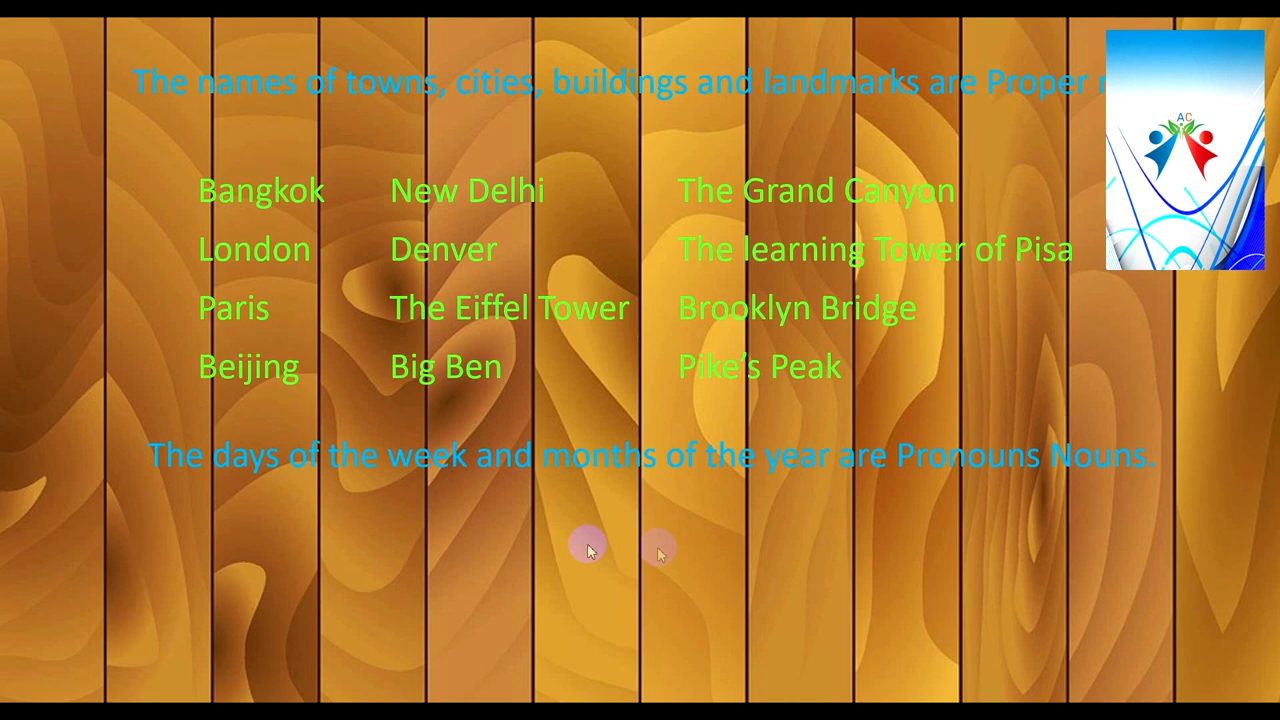 The names of towns, cities, buildings and landmarks are Proper
AC
Bangkok New Delhi The Grand Canyon
London Denver The learning Tower of Pisa
Paris The Eiffel Tower Brooklyn Bridge
Beijing Big Ben Pike's Peak
The days of the week and months of the year are Pronouns Nouns.